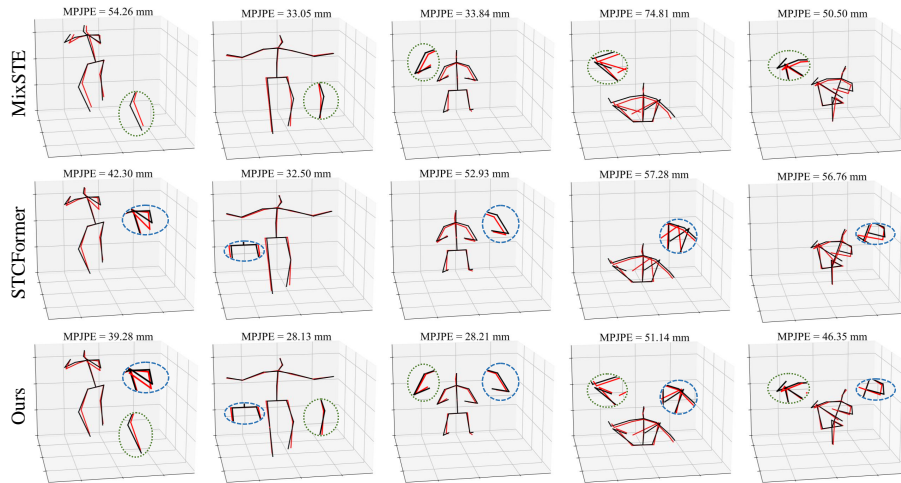 MPJPE = 54.26 mm MPJPE = 33.05 mm MPJPE = 33.84 mm MPJPE = 74.81 mm MPJPE = 50.50 mm
MixSTE
MPJPE = 42.30 mm MPJPE = 32.50 mm MPJPE = 52.93 mm MPJPE = 57.28 mm MPJPE = 56.76 mm
STCFormer
MPJPE = 39.28 mm MPJPE = 28.13 mm MPJPE = 28.21 mm MPJPE = 51.14 mm MPJPE = 46.35 mm
Ours